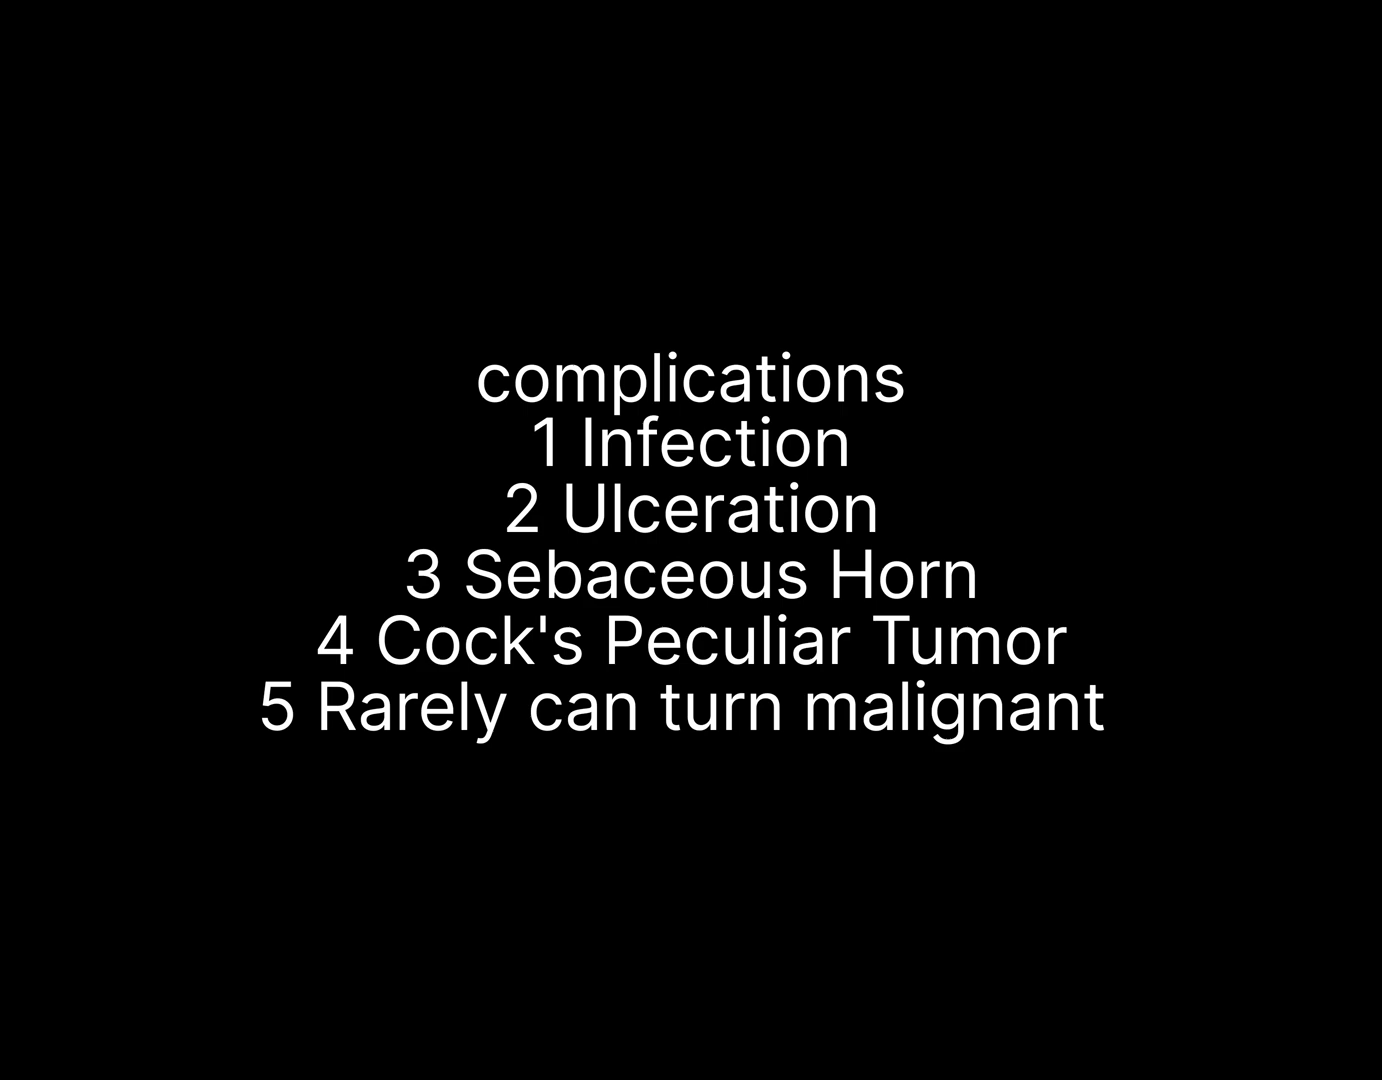 complications
1 Infection
2 Ulceration
3 Sebaceous Horn
4 Cock's Peculiar Tumor
5 Rarely can turn malignant